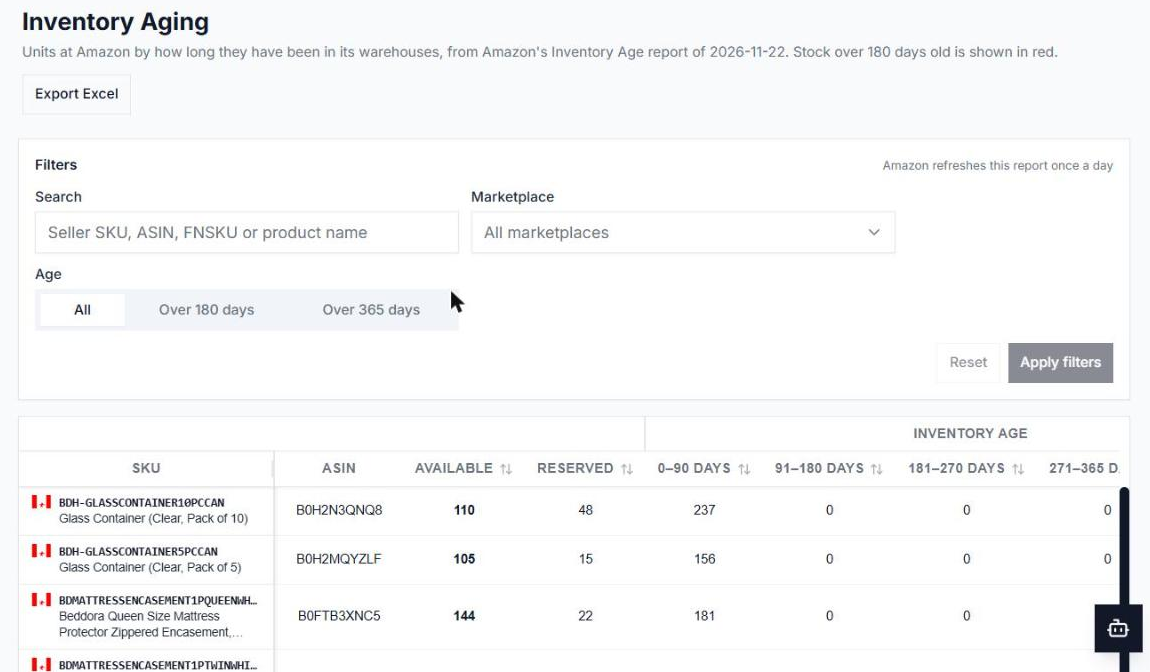 Inventory Aging
Units at Amazon by how long they have been in its warehouses, from Amazon's Inventory Age report of 2026-11-22. Stock over 180 days old is shown in red.
Export Excel
Filters
Amazon refreshes this report once a day
Search
Marketplace
Seller SKU, ASIN, FNSKU or product name
All marketplaces
Age
All
Over 180 days
Over 365 days
Reset
Apply filters
INVENTORY AGE
SKU ASIN AVAILABLE RESERVED 0–90 DAYS 91–180 DAYS 181–270 DAYS 271–365 D
BDH-GLASSCONTAINER10PCCAN
Glass Container (Clear, Pack of 10)
B0H2N3QNQ8 110 48 237 0 0 0
BDH-GLASSCONTAINER5PCCAN
Glass Container (Clear, Pack of 5)
B0H2MQYZLF 105 15 156 0 0 0
BDMATTRESSENCASEMENT1PQUEENWH…
Beddora Queen Size Mattress
Protector Zippered Encasement,…
B0FTB3XNC5 144 22 181 0 0
BDMATTRESSENCASEMENT1PTWINWHI…